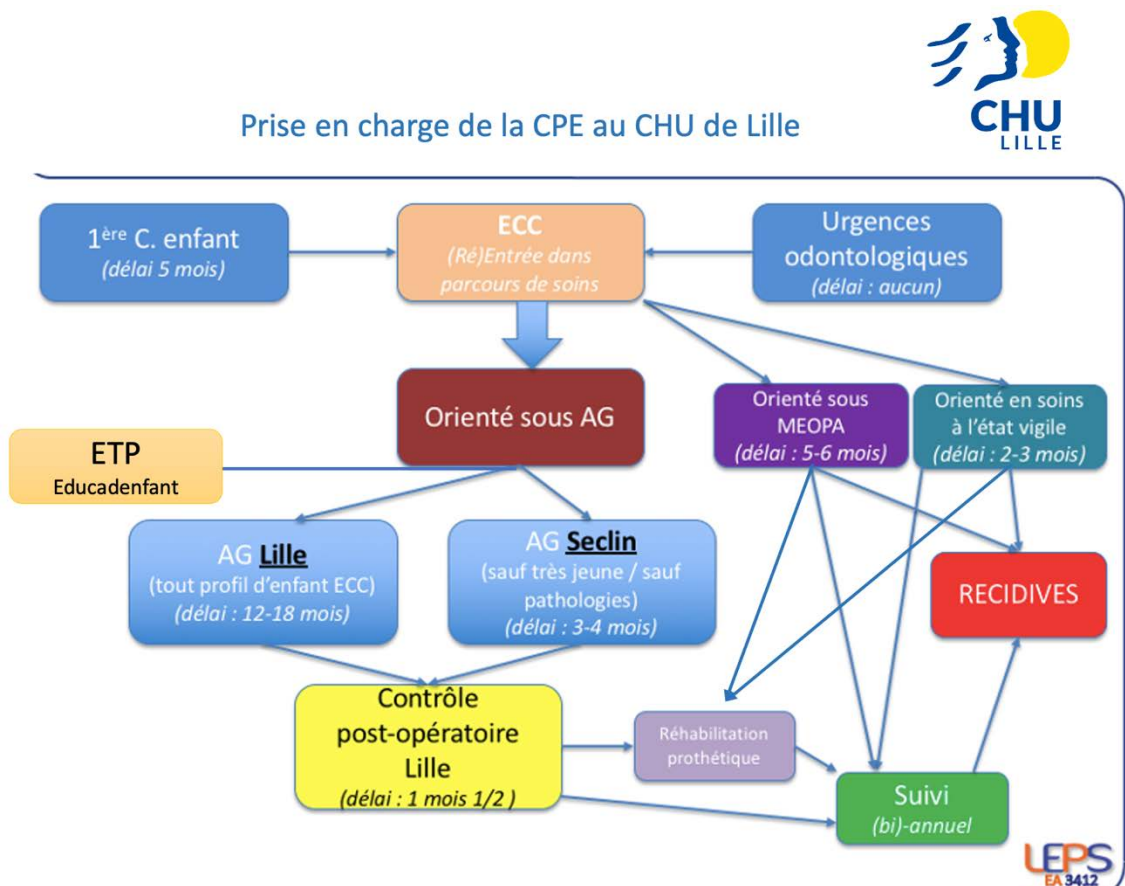 CHU
LILLE
Prise en charge de la CPE au CHU de Lille
1ère C. enfant
(délai 5 mois)
ECC
(Ré)Entrée dans
parcours de soins
Urgences
odontologiques
(délai : aucun)
Orienté sous AG
Orienté sous
MEOPA
(délai : 5-6 mois)
Orienté en soins
à l'état vigile
(délai : 2-3 mois)
ETP
Educadenfant
AG Lille
(tout profil d'enfant ECC)
(délai : 12-18 mois)
AG Seclin
(sauf très jeune / sauf
pathologies)
(délai : 3-4 mois)
RECIDIVES
Contrôle
post-opératoire
Lille
(délai : 1 mois 1/2 )
Réhabilitation
prothétique
Suivi
(bi)-annuel
LEPS
EA 3412